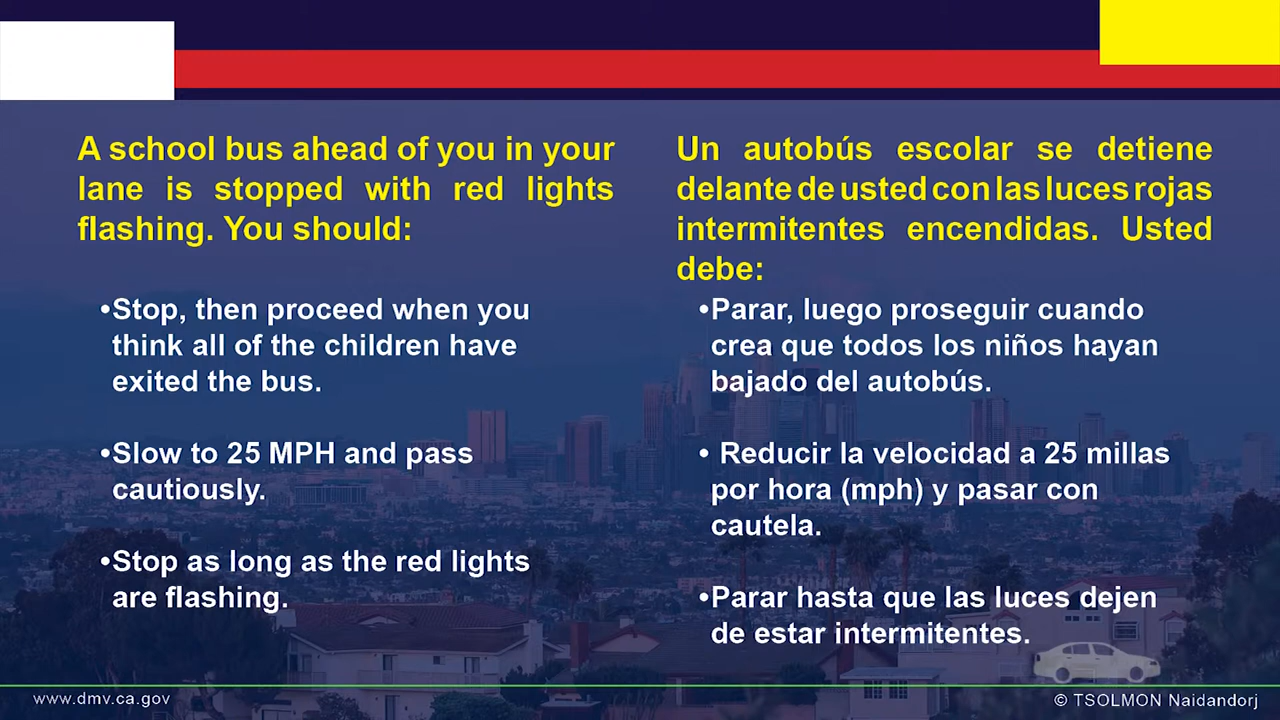 A school bus ahead of you in your
lane is stopped with red lights
flashing. You should:
•Stop, then proceed when you
think all of the children have
exited the bus.
•Slow to 25 MPH and pass
cautiously.
•Stop as long as the red lights
are flashing.
Un autobús escolar se detiene
delante de usted con las luces rojas
intermitentes encendidas. Usted
debe:
•Parar, luego proseguir cuando
crea que todos los niños hayan
bajado del autobús.
• Reducir la velocidad a 25 millas
por hora (mph) y pasar con
cautela.
•Parar hasta que las luces dejen
de estar intermitentes.
www.dmv.ca.gov
© TSOLMON Naidandorj